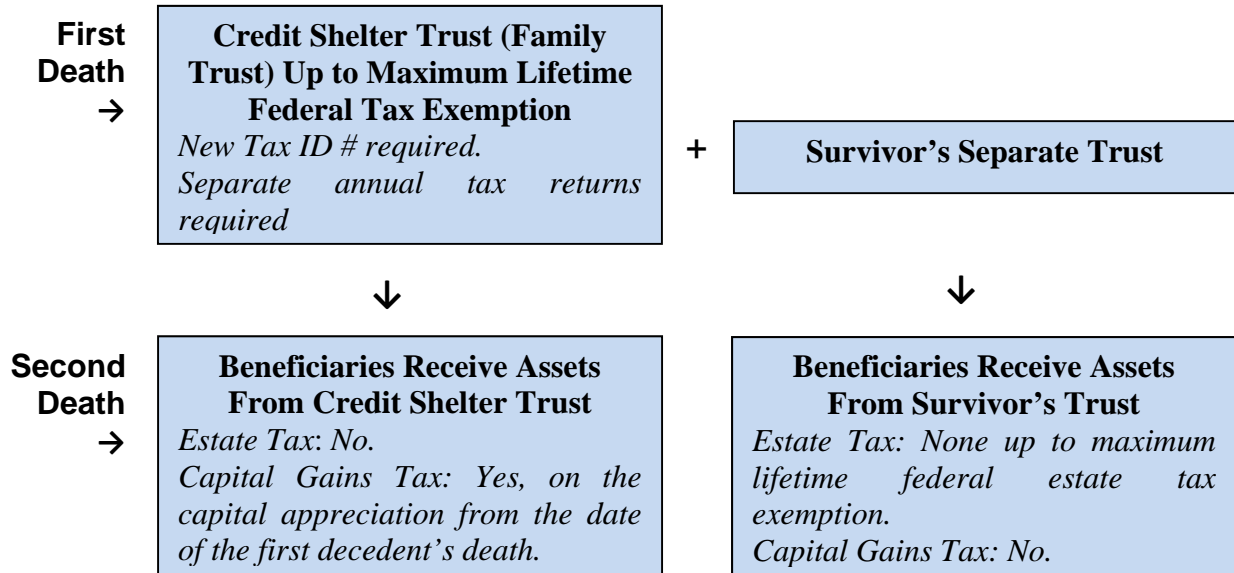 First
Death
→
Credit Shelter Trust (Family
Trust) Up to Maximum Lifetime
Federal Tax Exemption
New Tax ID # required.
Separate annual tax returns
required
+
Survivor’s Separate Trust
↓
↓
Second
Death
→
Beneficiaries Receive Assets
From Credit Shelter Trust
Estate Tax: No.
Capital Gains Tax: Yes, on the
capital appreciation from the date
of the first decedent’s death.
Beneficiaries Receive Assets
From Survivor’s Trust
Estate Tax: None up to maximum
lifetime federal estate tax
exemption.
Capital Gains Tax: No.